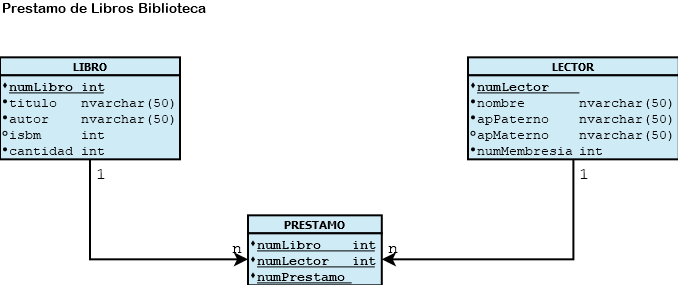 Prestamo de Libros Biblioteca
LIBRO
numLibro int
titulo nvarchar(50)
autor nvarchar(50)
isbm int
cantidad int
LECTOR
numLector
nombre nvarchar(50)
apPaterno nvarchar(50)
apMaterno nvarchar(50)
numMembresia int
1
1
n
n
PRESTAMO
numLibro int
numLector int
numPrestamo